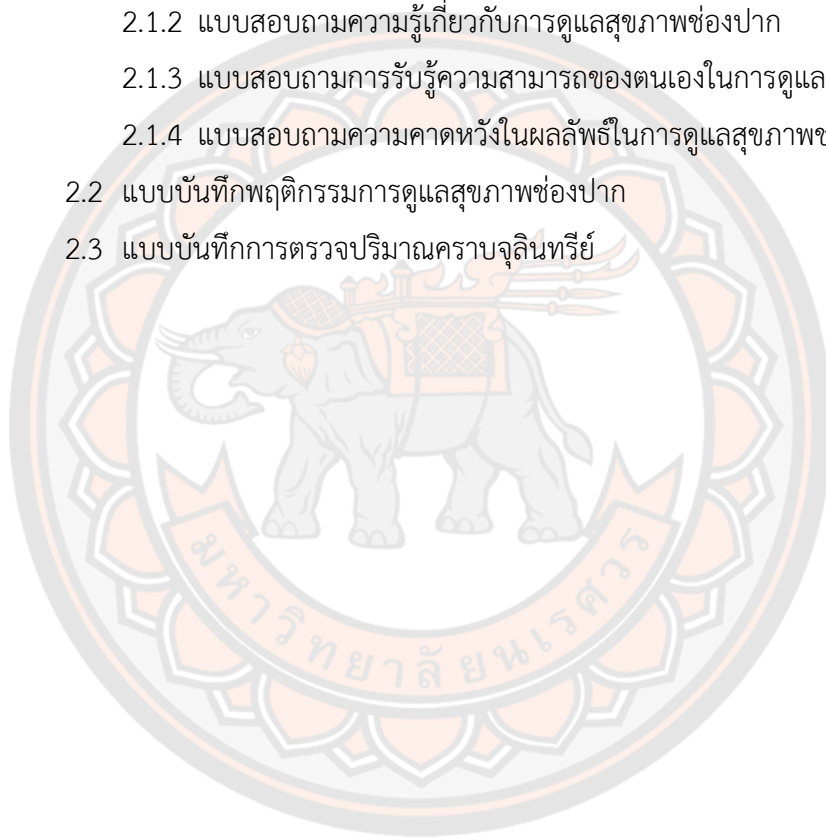 2.1.2 แบบสอบถามความรู้เกี่ยวกับการดูแลสุขภาพช่องปาก
2.1.3 แบบสอบถามการรับรู้ความสามารถของตนเองในการดูแล
2.1.4 แบบสอบถามความคาดหวังในผลลัพธ์ในการดูแลสุขภาพช
2.2 แบบบันทึกพฤติกรรมการดูแลสุขภาพช่องปาก
2.3 แบบบันทึกการตรวจปริมาณคราบจุลินทรีย์
มหาวิทยาลัยนเรศวร